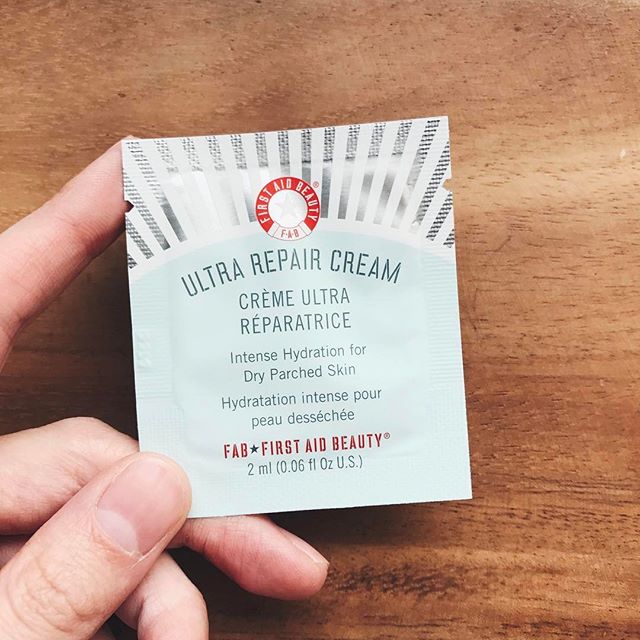 FIRST AID BEAUTY®
F·A·B
ULTRA REPAIR CREAM
CRÈME ULTRA
RÉPARATRICE
Intense Hydration for
Dry Parched Skin
Hydratation intense pour
peau desséchée
FAB★FIRST AID BEAUTY®
2 ml (0.06 fl Oz U.S.)